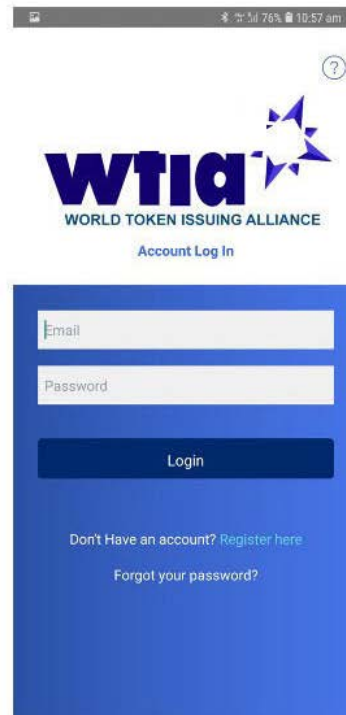 76% 10:57 am
?
wtia
WORLD TOKEN ISSUING ALLIANCE
Account Log In
Email
Password
Login
Don't Have an account? Register here
Forgot your password?